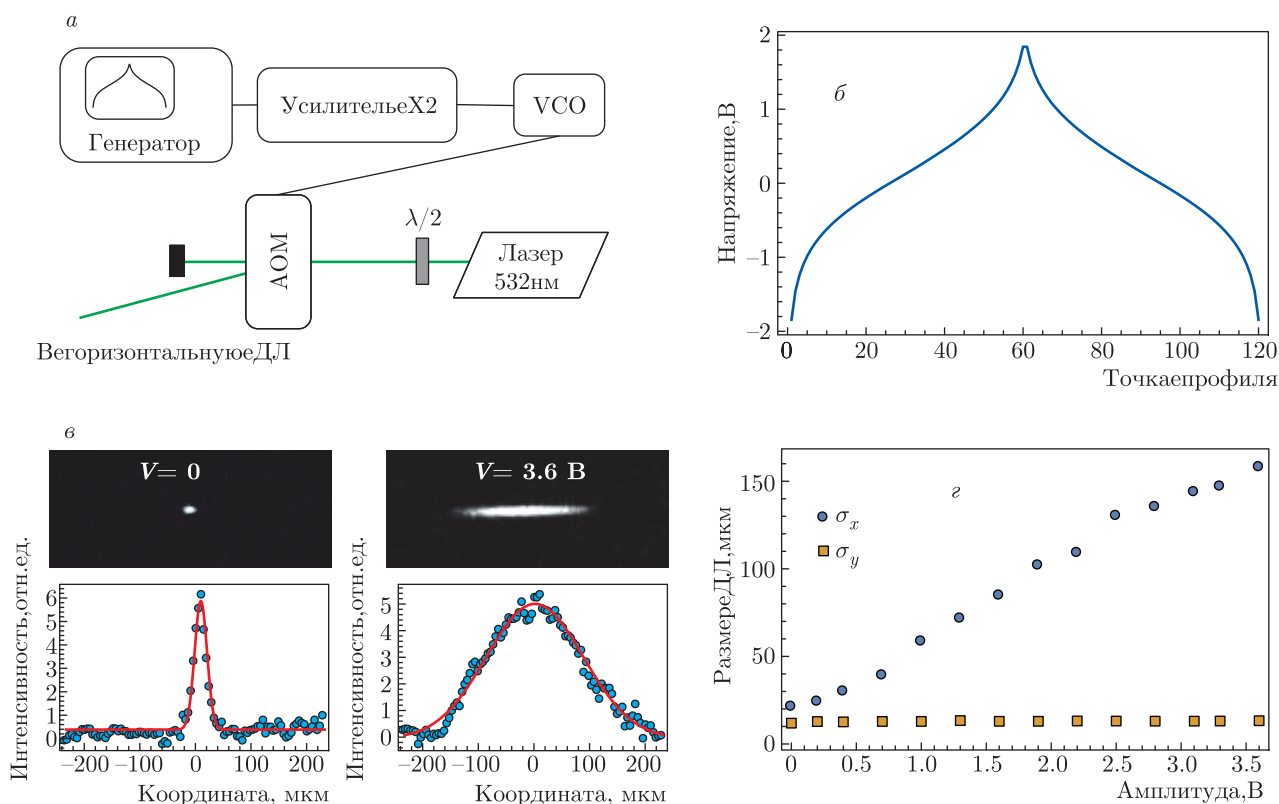 а
Генератор
УсилительеX2
VCO
АОМ
λ/2
Лазер
532нм
ВегоризонтальнуюеДЛ
б
Напряжение,В
2
1
0
−1
−2
0 20 40 60 80 100 120
Точкаепрофиля
в
V= 0
V= 3.6 В
Интенсивность,отн.ед.
6
5
4
3
2
1
0
−200 −100 0 100 200
Координата, мкм
Интенсивность,отн.ед.
5
4
3
2
1
0
−200 −100 0 100 200
Координата, мкм
г
σx
σy
РазмереДЛ,мкм
150
100
50
0
0 0.5 1.0 1.5 2.0 2.5 3.0 3.5
Амплитуда,В